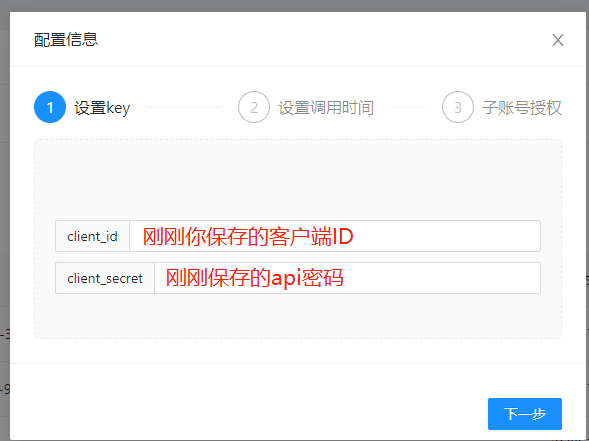 配置信息
1 设置key 2 设置调用时间 3 子账号授权
client_id 刚刚你保存的客户端ID
client_secret 刚刚保存的api密码
下一步
-3
-9